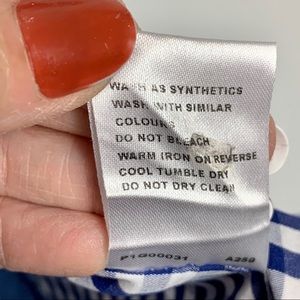 WASH AS SYNTHETICS
WASH WITH SIMILAR
COLOURS
DO NOT BLEACH
WARM IRON ON REVERSE
COOL TUMBLE DRY
DO NOT DRY CLEAN
P1G00031 A259